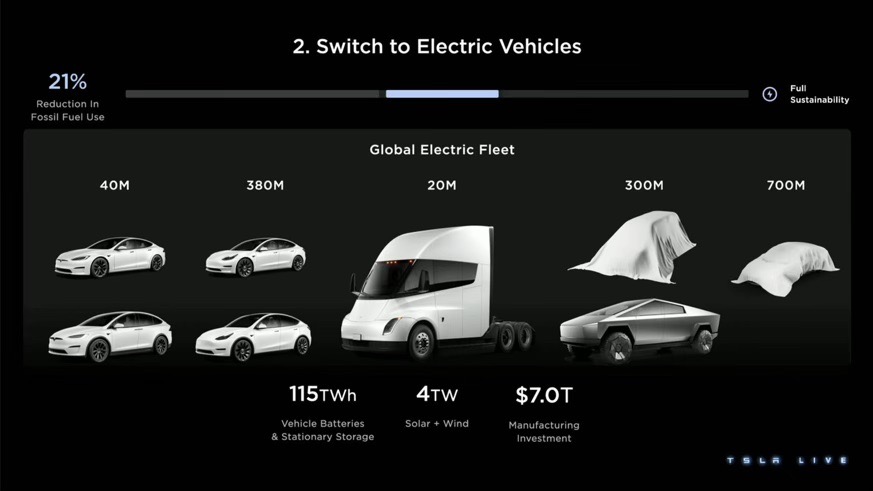 2. Switch to Electric Vehicles
21%
Reduction In
Fossil Fuel Use
Full
Sustainability
Global Electric Fleet
40M
380M
20M
300M
700M
115TWh
Vehicle Batteries
& Stationary Storage
4TW
Solar + Wind
$7.0T
Manufacturing
Investment
TSLA LIVE